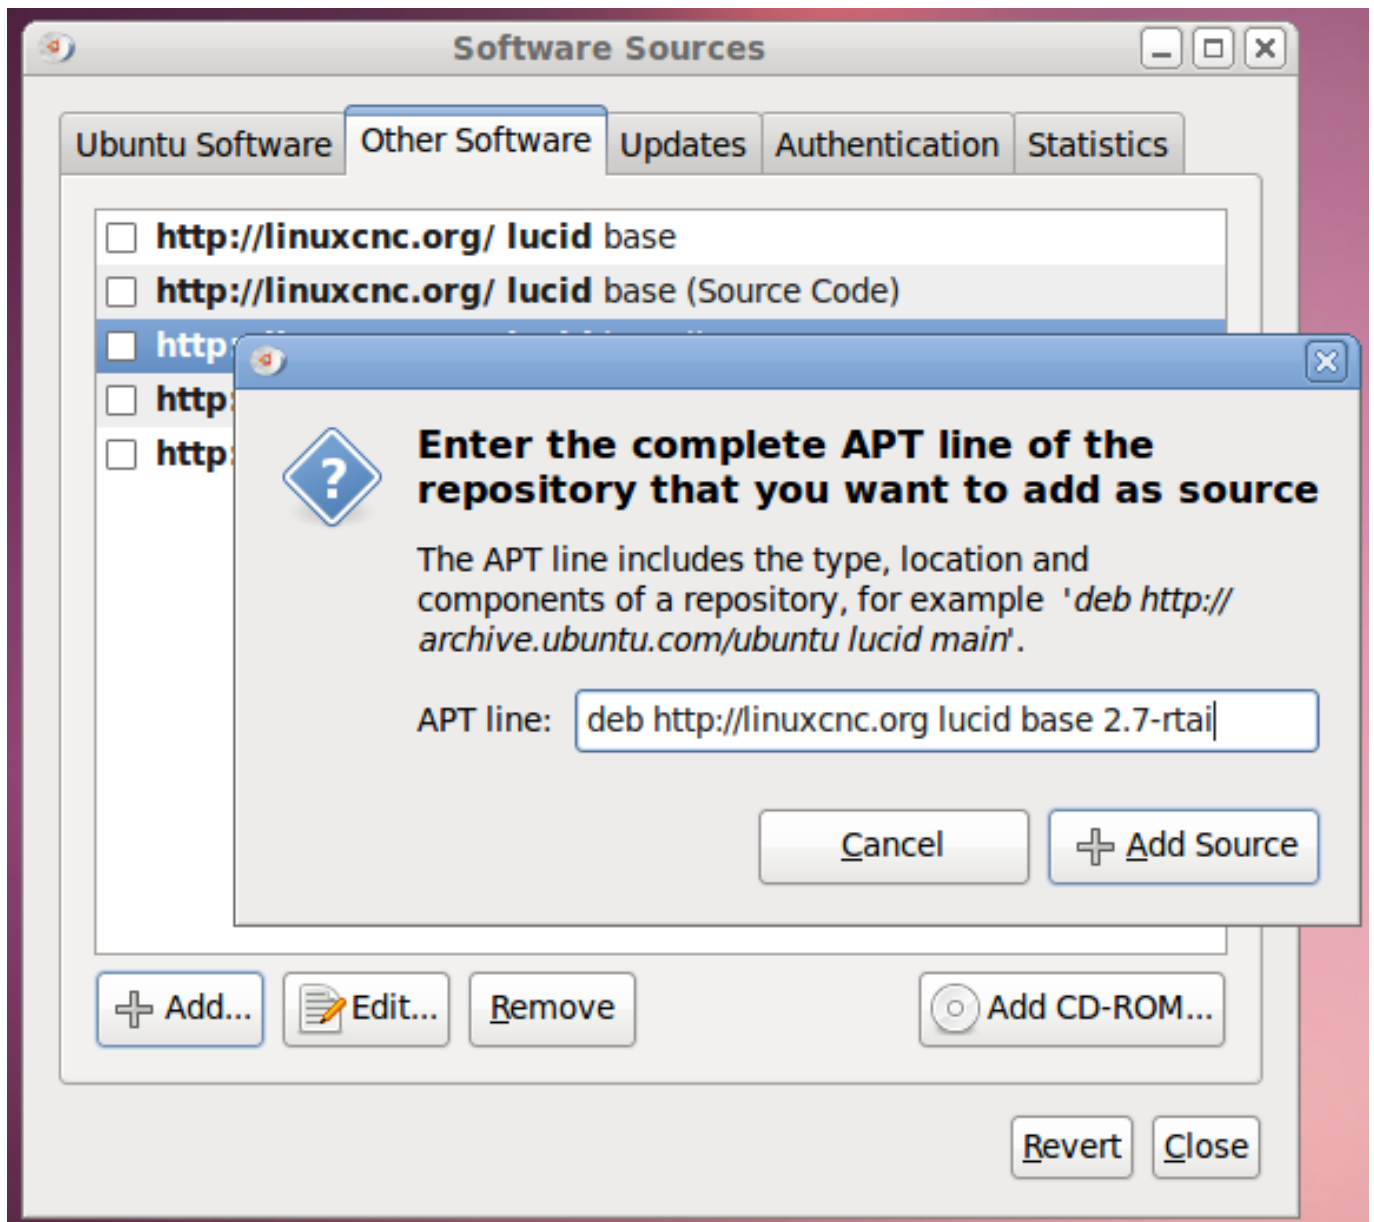 Software Sources
Ubuntu Software Other Software Updates Authentication Statistics
http://linuxcnc.org/ lucid base
http://linuxcnc.org/ lucid base (Source Code)
http:
http:
http:
Enter the complete APT line of the
repository that you want to add as source
The APT line includes the type, location and
components of a repository, for example 'deb http://
archive.ubuntu.com/ubuntu lucid main'.
APT line: deb http://linuxcnc.org lucid base 2.7-rtai
Cancel Add Source
Add... Edit... Remove Add CD-ROM...
Revert Close